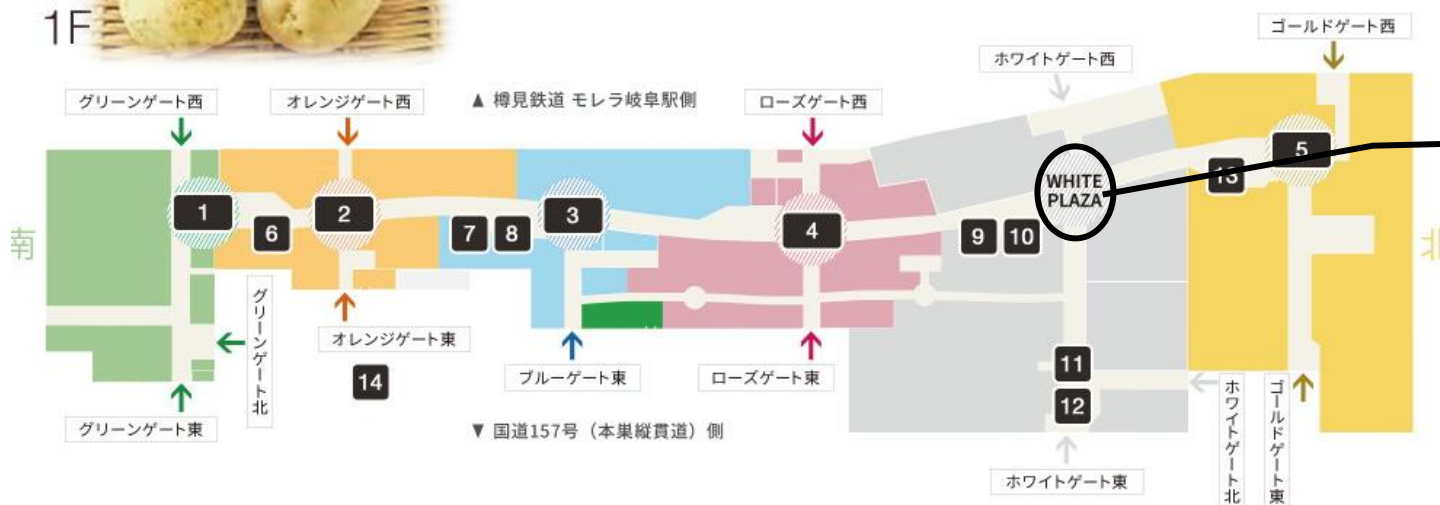 1F
ゴールドゲート西
ホワイトゲート西
グリーンゲート西
オレンジゲート西
▲ 樽見鉄道 モレラ岐阜駅側
ローズゲート西
南
北
1
2
3
4
5
6
7
8
9
10
WHITE
PLAZA
13
グリーンゲート北
オレンジゲート東
14
ブルーゲート東
ローズゲート東
11
12
ホワイトゲート北
ゴールドゲート東
グリーンゲート東
▼ 国道157号（本巣縦貫道）側
ホワイトゲート東